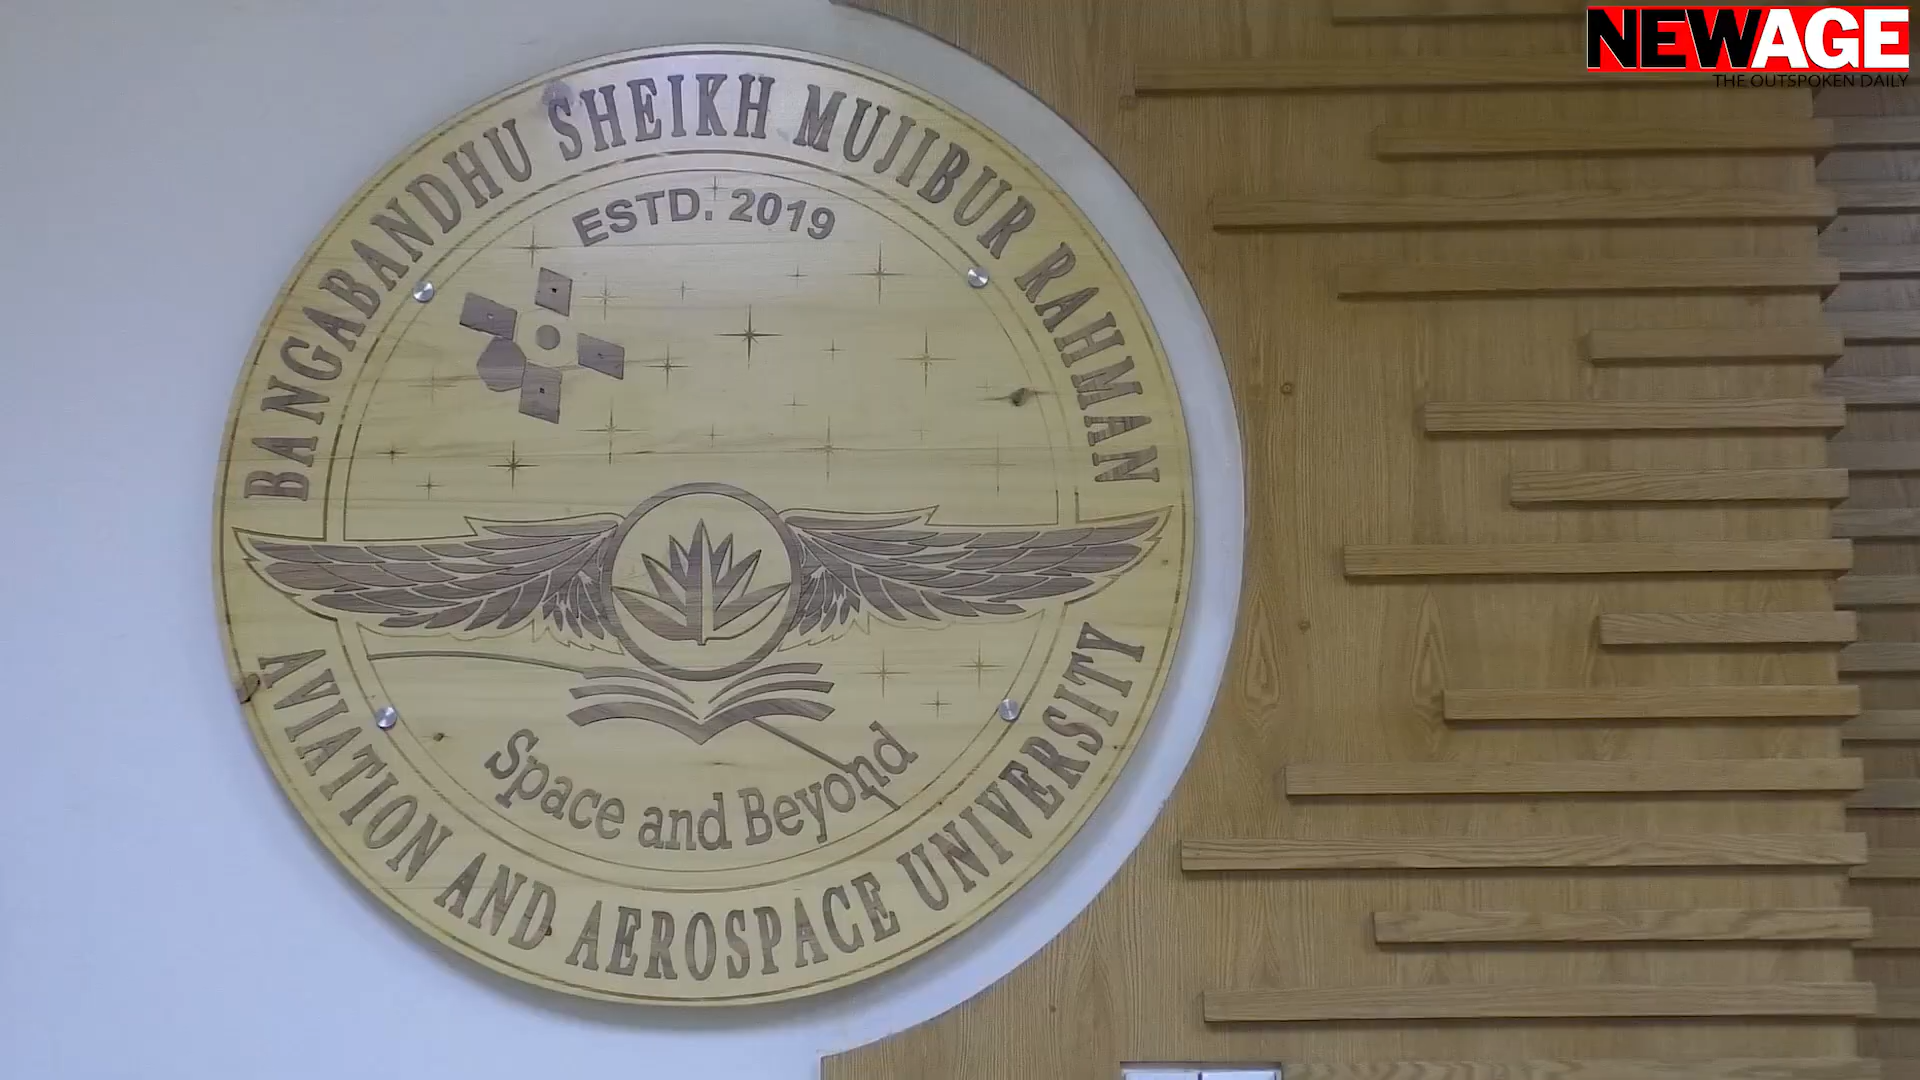 NEWAGE
THE OUTSPOKEN DAILY
BANGABANDHU SHEIKH MUJIBUR RAHMAN
ESTD. 2019
Space and Beyond
AVIATION AND AEROSPACE UNIVERSITY